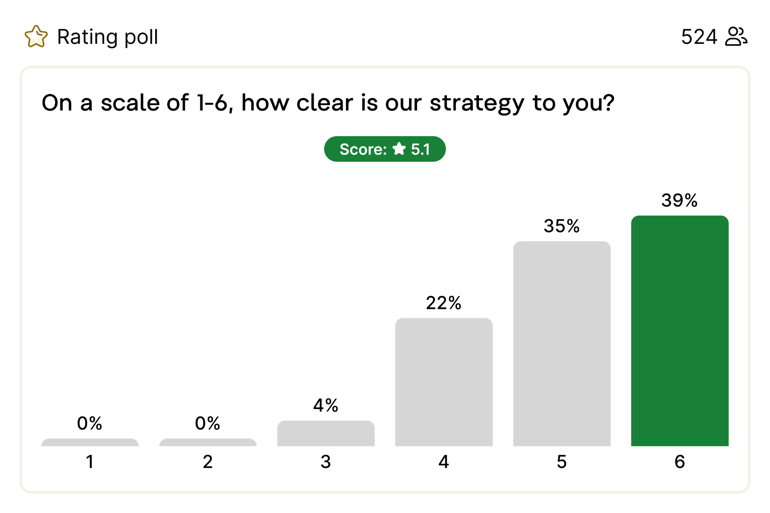 Rating poll
524
On a scale of 1-6, how clear is our strategy to you?
Score: 5.1
39%
35%
22%
4%
0% 0%
1 2 3 4 5 6